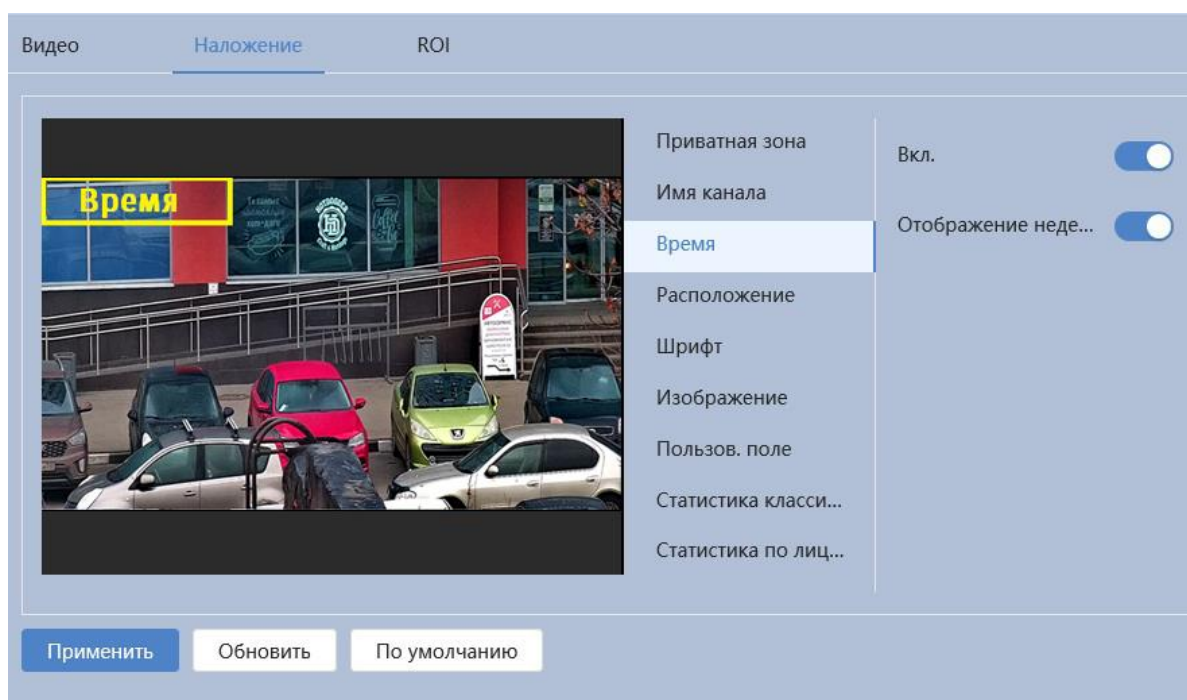 Видео Наложение ROI
Время
Приватная зона
Имя канала
Время
Расположение
Шрифт
Изображение
Пользов. поле
Статистика класси...
Статистика по лиц...
Вкл.
Отображение неде...
Применить Обновить По умолчанию